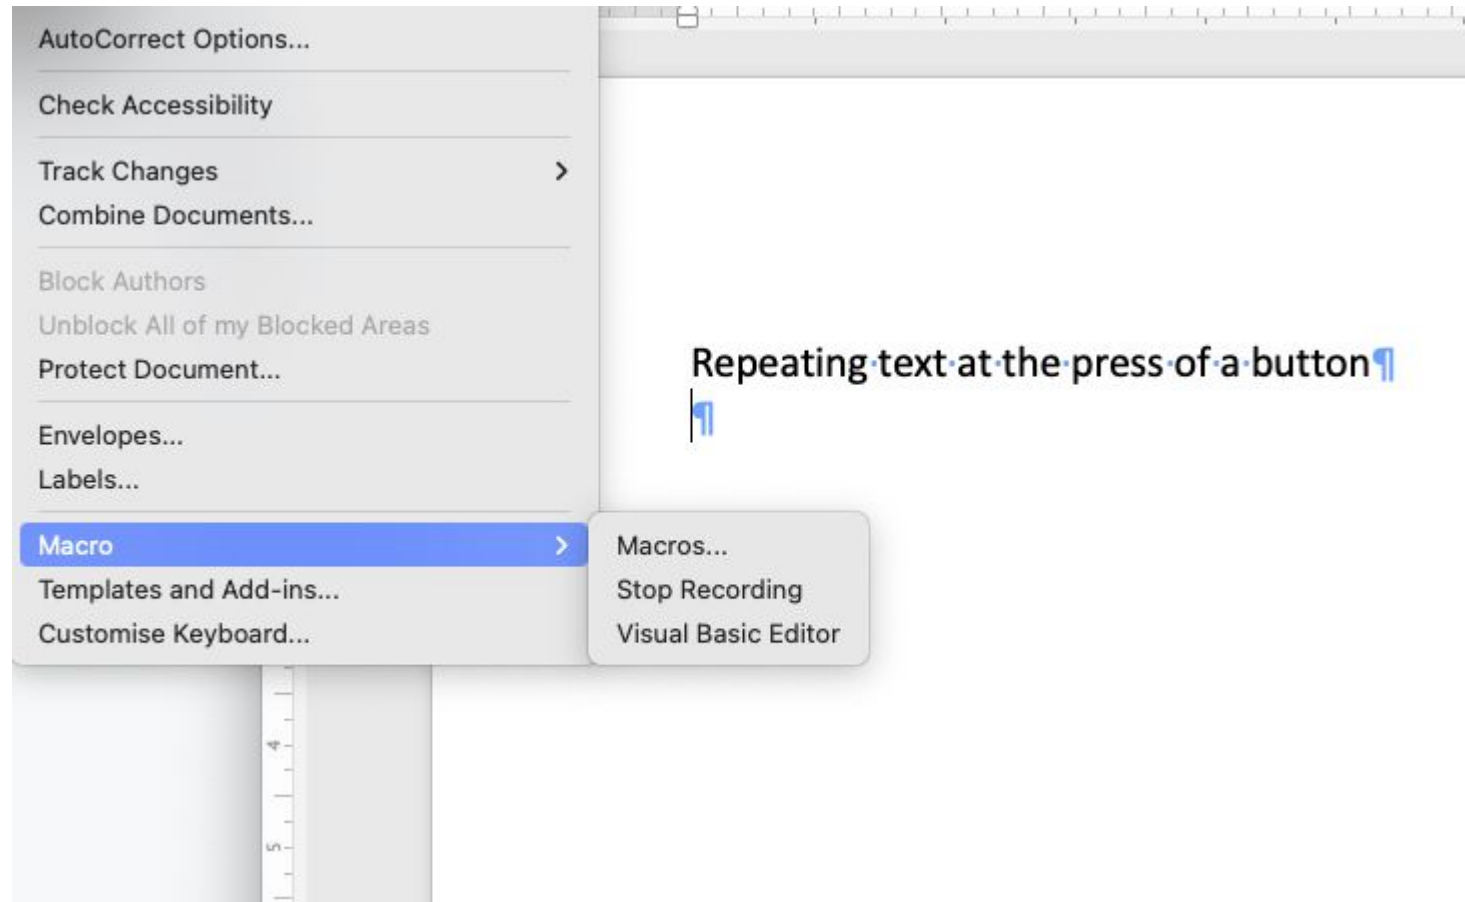 AutoCorrect Options...
Check Accessibility
Track Changes
Combine Documents...
Block Authors
Unblock All of my Blocked Areas
Protect Document...
Envelopes...
Labels...
Macro
Templates and Add-ins...
Customise Keyboard...
Macros...
Stop Recording
Visual Basic Editor
Repeating text at the press of a button¶
¶
4
5